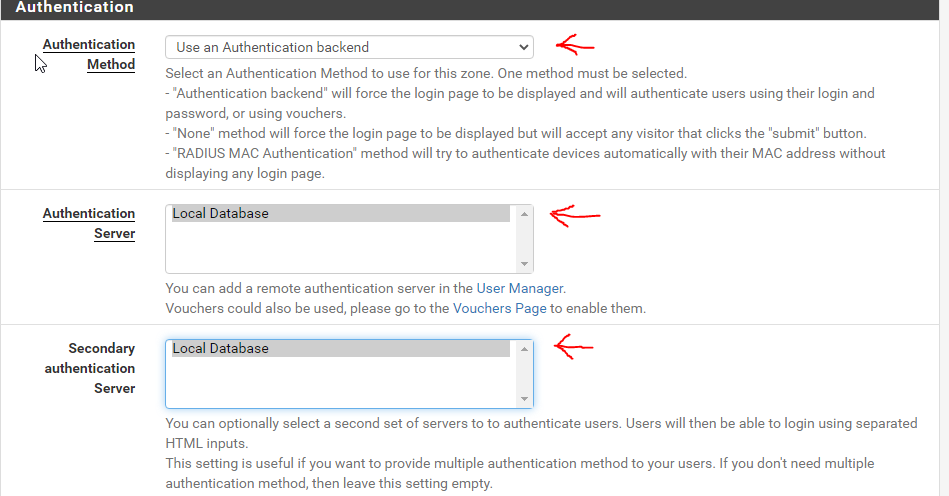 Authentication
Authentication
Method
Use an Authentication backend
Select an Authentication Method to use for this zone. One method must be selected.
- "Authentication backend" will force the login page to be displayed and will authenticate users using their login and
password, or using vouchers.
- "None" method will force the login page to be displayed but will accept any visitor that clicks the "submit" button.
- "RADIUS MAC Authentication" method will try to authenticate devices automatically with their MAC address without
displaying any login page.
Authentication
Server
Local Database
You can add a remote authentication server in the User Manager.
Vouchers could also be used, please go to the Vouchers Page to enable them.
Secondary
authentication
Server
Local Database
You can optionally select a second set of servers to to authenticate users. Users will then be able to login using separated
HTML inputs.
This setting is useful if you want to provide multiple authentication method to your users. If you don't need multiple
authentication method, then leave this setting empty.